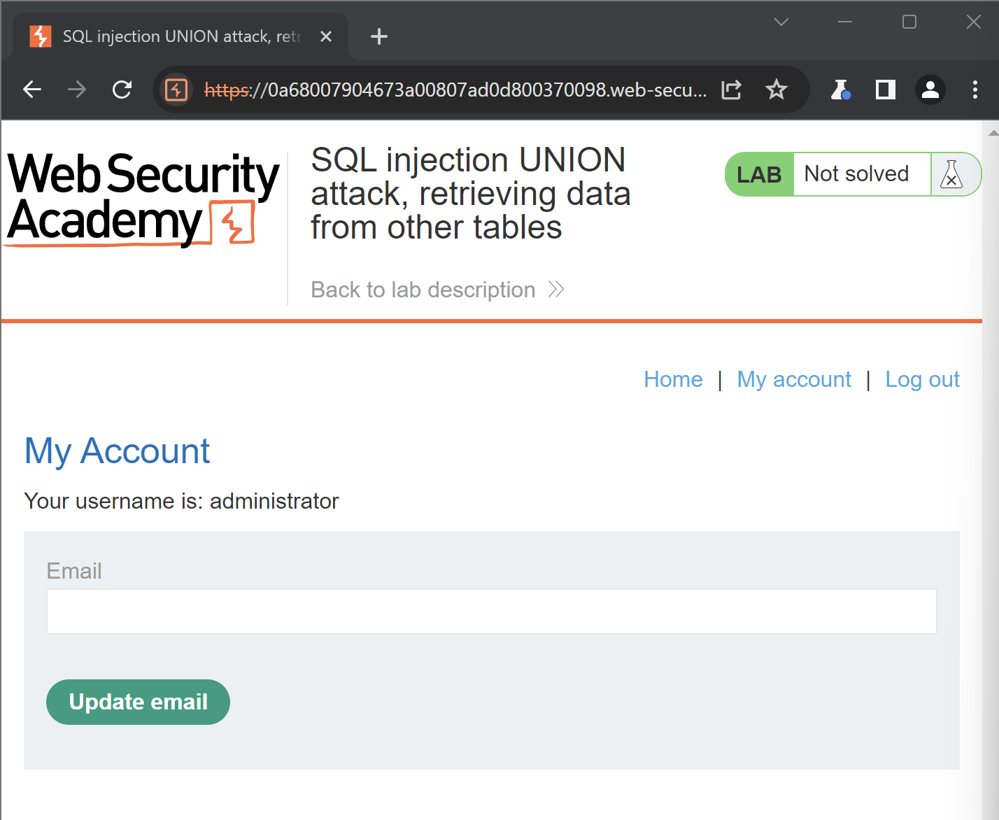 SQL injection UNION attack, retr
https://0a68007904673a00807ad0d800370098.web-secu...
Web Security
Academy
SQL injection UNION
attack, retrieving data
from other tables
LAB Not solved
Back to lab description
Home | My account | Log out
My Account
Your username is: administrator
Email
Update email